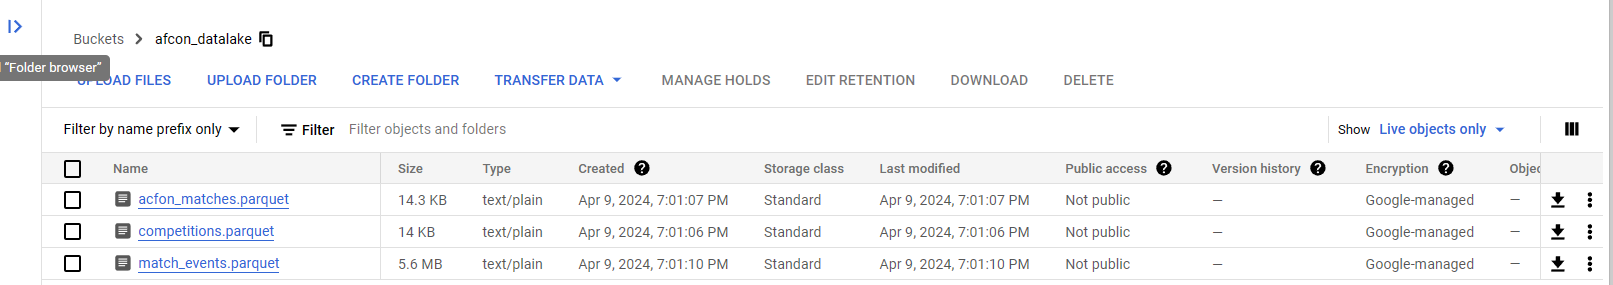 Buckets > afcon_datalake
"Folder browser"
UPLOAD FILES UPLOAD FOLDER CREATE FOLDER TRANSFER DATA MANAGE HOLDS EDIT RETENTION DOWNLOAD DELETE
Filter by name prefix only Filter Filter objects and folders Show Live objects only
Name Size Type Created Storage class Last modified Public access Version history Encryption Objec
acfon_matches.parquet 14.3 KB text/plain Apr 9, 2024, 7:01:07 PM Standard Apr 9, 2024, 7:01:07 PM Not public — Google-managed —
competitions.parquet 14 KB text/plain Apr 9, 2024, 7:01:06 PM Standard Apr 9, 2024, 7:01:06 PM Not public — Google-managed —
match_events.parquet 5.6 MB text/plain Apr 9, 2024, 7:01:10 PM Standard Apr 9, 2024, 7:01:10 PM Not public — Google-managed —